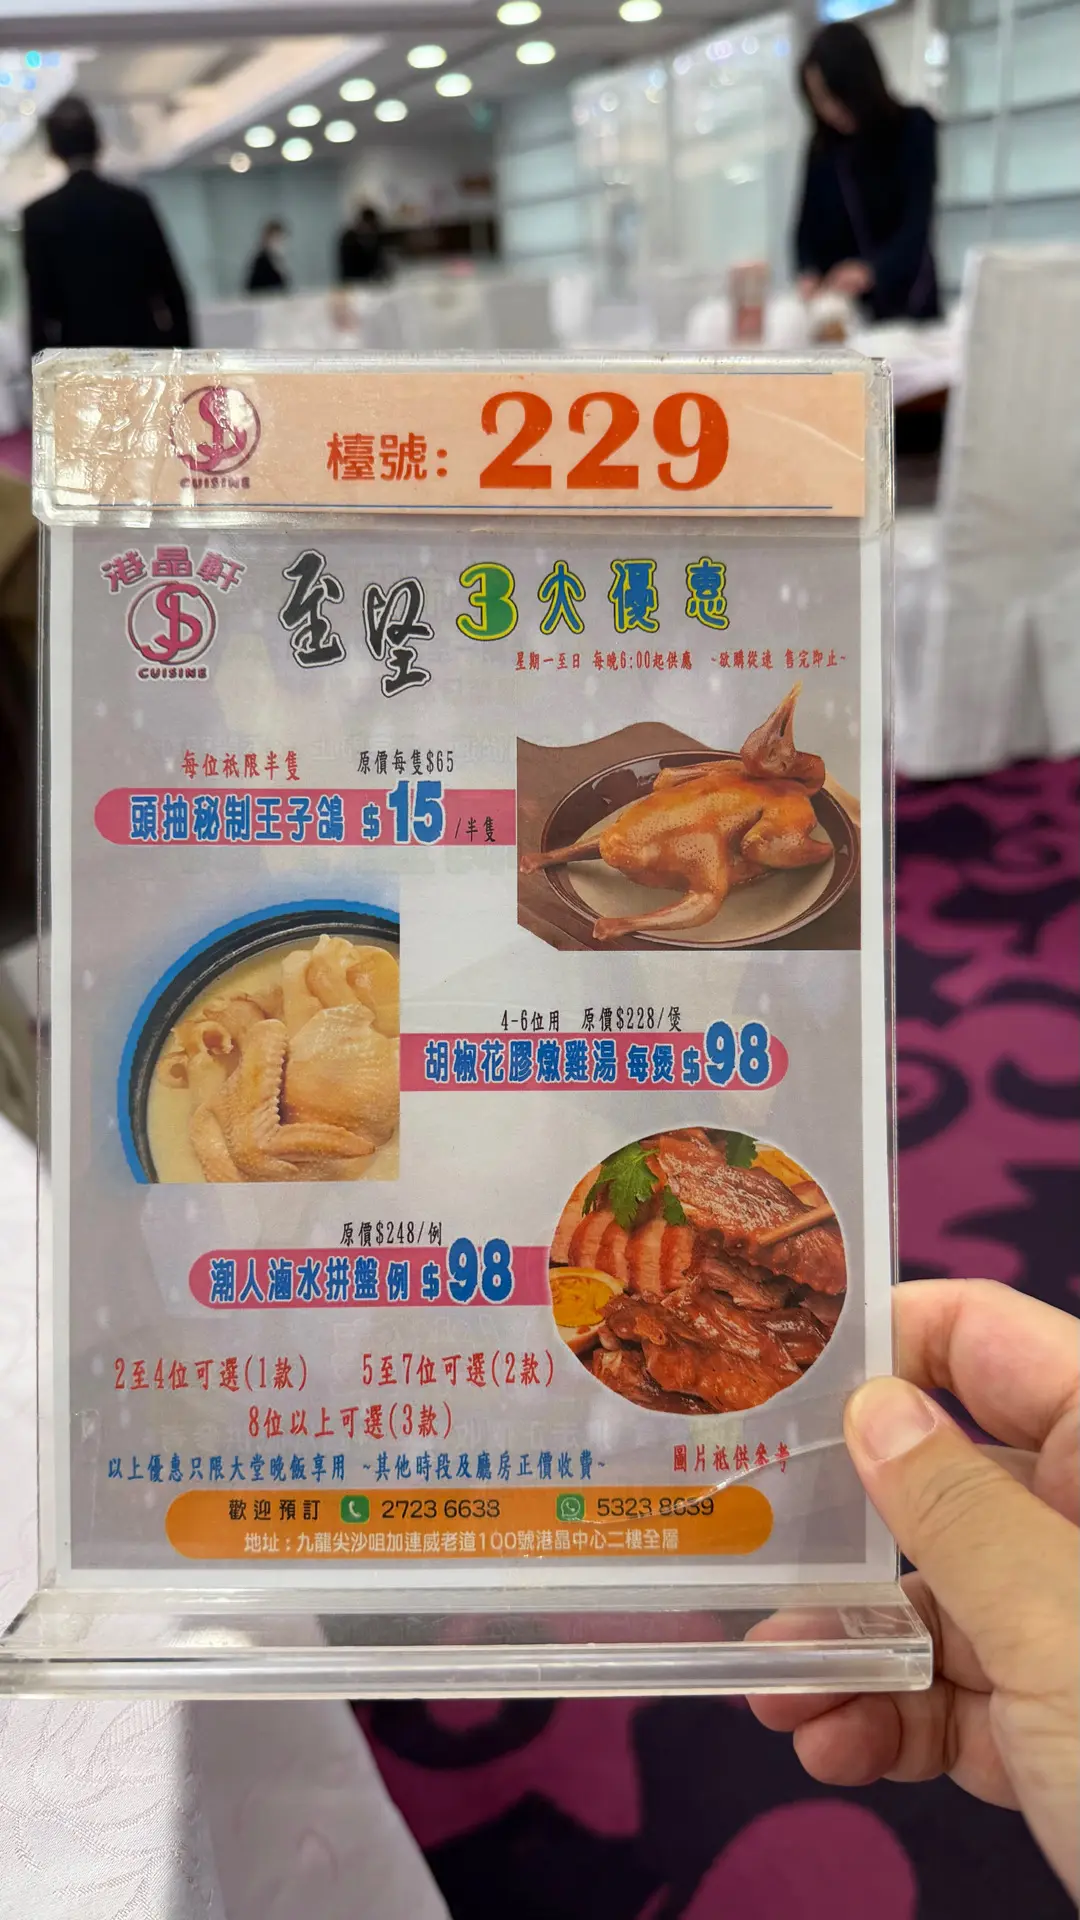 CUISINE
檯號: 229
港晶軒
CUISINE
至堅3大優惠
星期一至日 每晚6:00起供應 ~欲購從速 售完即止~
每位祇限半隻 原價每隻$65
頭抽秘制王子鴿 $15/半隻
4-6位用 原價$228/煲
胡椒花膠燉雞湯 每煲$98
原價$248/例
潮人滷水拼盤 例 $98
2至4位可選(1款) 5至7位可選(2款)
8位以上可選(3款)
以上優惠只限大堂晚飯享用 ~其他時段及廳房正價收費~
圖片祗供參考
歡迎預訂 2723 6633 5323 8639
地址：九龍尖沙咀加連威老道100號港晶中心二樓全層